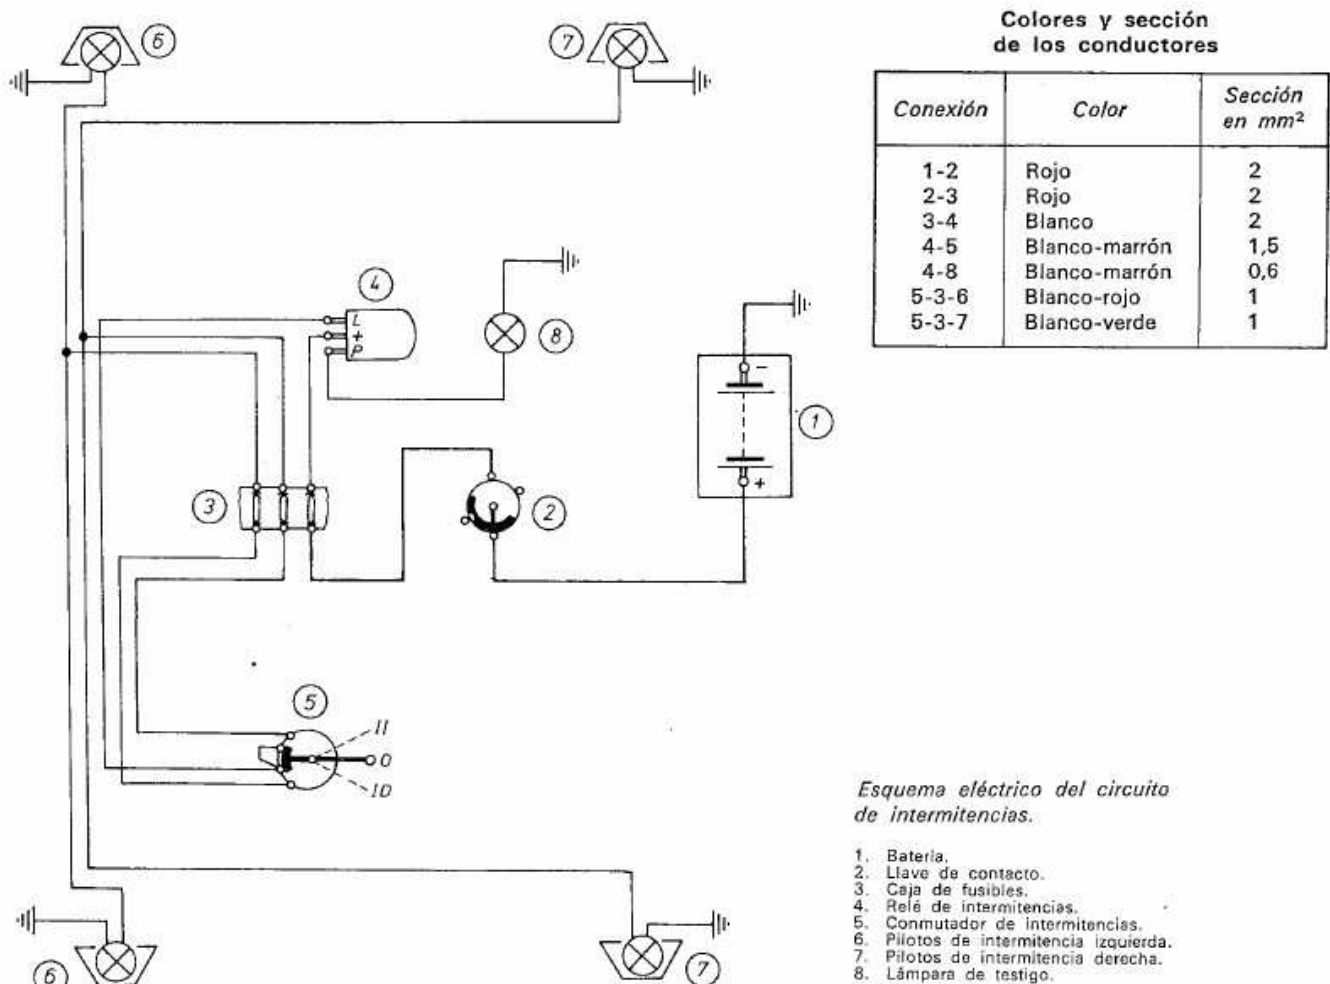 Colores y sección
de los conductores
Conexión Color Sección
en mm²
1-2 Rojo 2
2-3 Rojo 2
3-4 Blanco 2
4-5 Blanco-marrón 1,5
4-8 Blanco-marrón 0,6
5-3-6 Blanco-rojo 1
5-3-7 Blanco-verde 1
6
7
4
L
+
P
8
-
1
+
3
2
5
II
O
ID
6
7
Esquema eléctrico del circuito
de intermitencias.
1. Batería.
2. Llave de contacto.
3. Caja de fusibles.
4. Relé de intermitencias.
5. Conmutador de intermitencias.
6. Pilotos de intermitencia izquierda.
7. Pilotos de intermitencia derecha.
8. Lámpara de testigo.